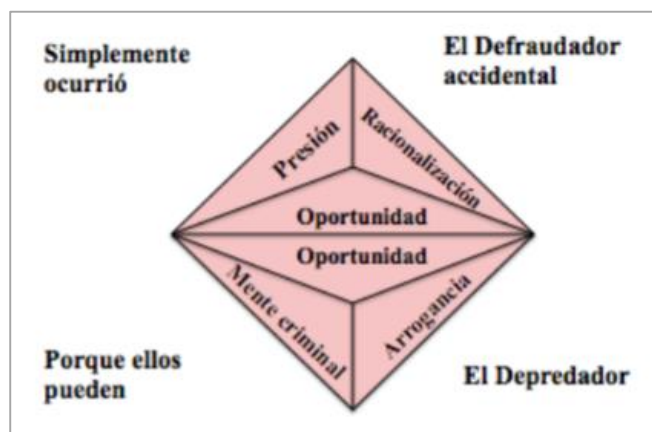 Simplemente
ocurrió
El Defraudador
accidental
Presión
Racionalización
Oportunidad
Oportunidad
Mente criminal
Arrogancia
Porque ellos
pueden
El Depredador